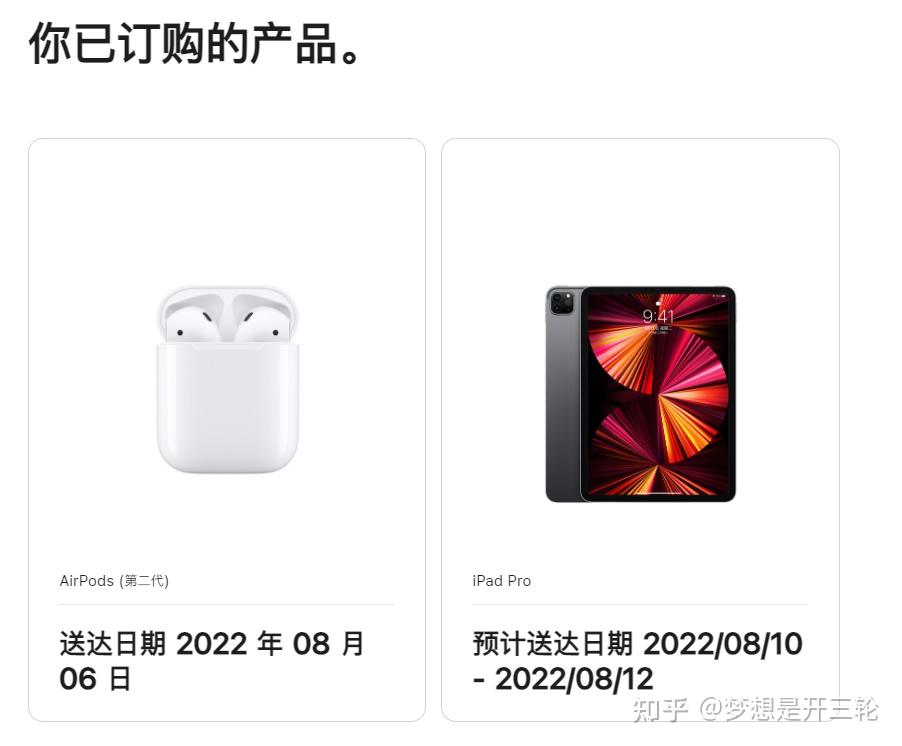 你已订购的产品。
AirPods (第二代)
送达日期 2022 年 08 月
06 日
9:41
iPad Pro
预计送达日期 2022/08/10
- 2022/08/12
知乎 @梦想是开三轮